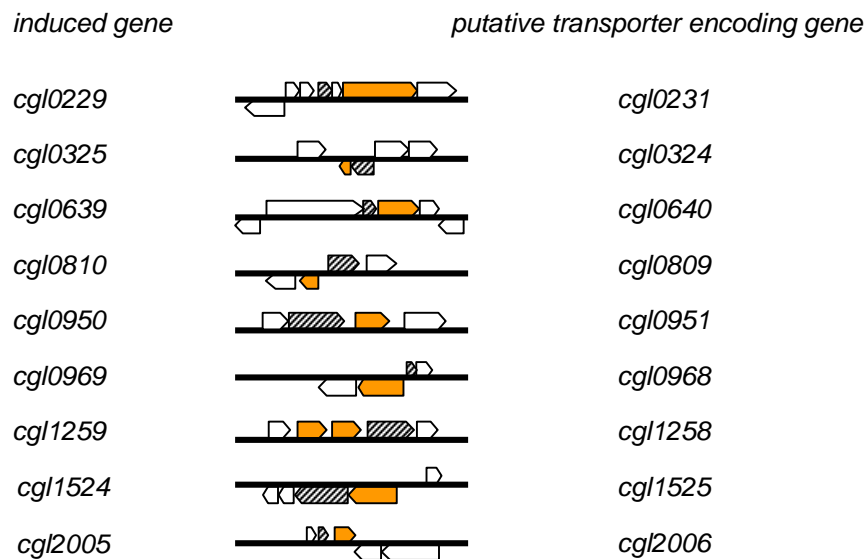 induced gene putative transporter encoding gene
cgl0229 cgl0231
cgl0325 cgl0324
cgl0639 cgl0640
cgl0810 cgl0809
cgl0950 cgl0951
cgl0969 cgl0968
cgl1259 cgl1258
cgl1524 cgl1525
cgl2005 cgl2006